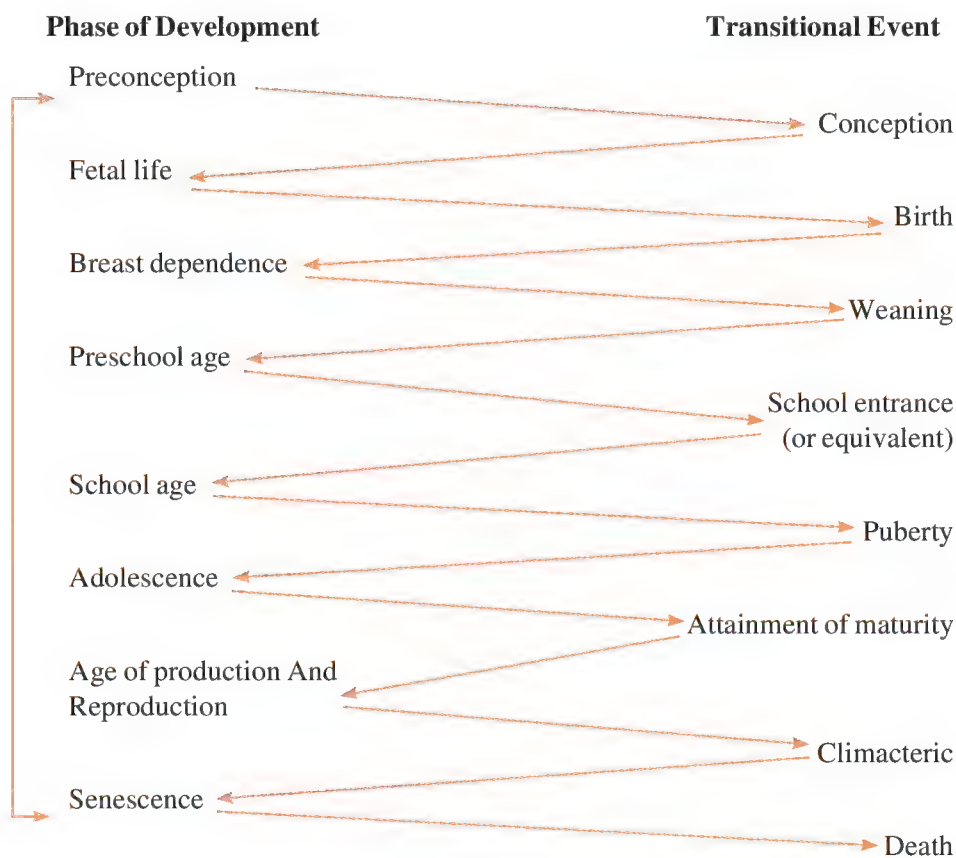 Phase of Development
Transitional Event
Preconception
Conception
Fetal life
Birth
Breast dependence
Weaning
Preschool age
School entrance
(or equivalent)
School age
Puberty
Adolescence
Attainment of maturity
Age of production And
Reproduction
Climacteric
Senescence
Death